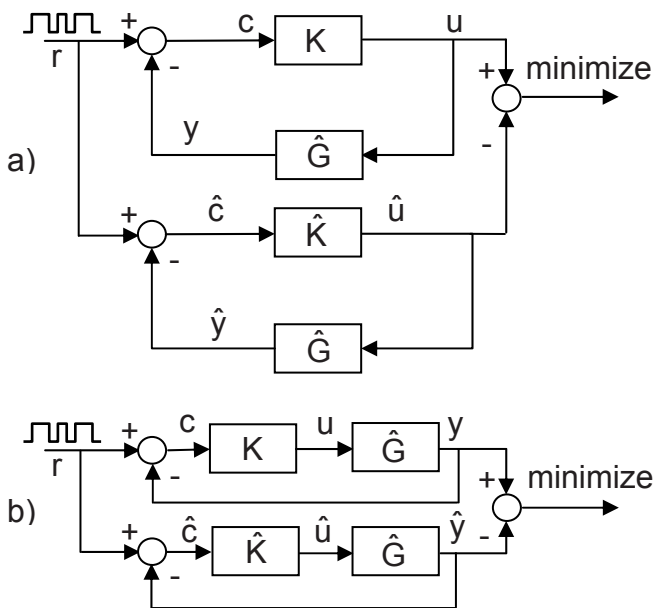 + c K u
r - + minimize
y Ĝ -
a)
+ ĉ K̂ û
-
ŷ Ĝ
+ c K u Ĝ y
r - + minimize
b)
+ ĉ K̂ û Ĝ ŷ -
-